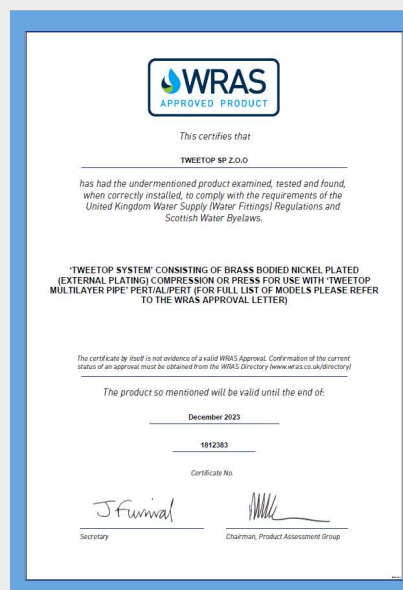 WRAS
APPROVED PRODUCT
This certifies that
TWEETOP SP Z.O.O
has had the undermentioned product examined, tested and found,
when correctly installed, to comply with the requirements of the
United Kingdom Water Supply (Water Fittings) Regulations and
Scottish Water Byelaws.
'TWEETOP SYSTEM' CONSISTING OF BRASS BODIED NICKEL PLATED
(EXTERNAL PLATING) COMPRESSION OR PRESS FOR USE WITH 'TWEETOP
MULTILAYER PIPE' PERT/AL/PERT (FOR FULL LIST OF MODELS PLEASE REFER
TO THE WRAS APPROVAL LETTER)
The certificate by itself is not evidence of a valid WRAS Approval. Confirmation of the current
status of an approval must be obtained from the WRAS Directory (www.wras.co.uk/directory)
The product so mentioned will be valid until the end of:
December 2023
1812383
Certificate No.
J Furnival
Secretary
Chairman, Product Assessment Group